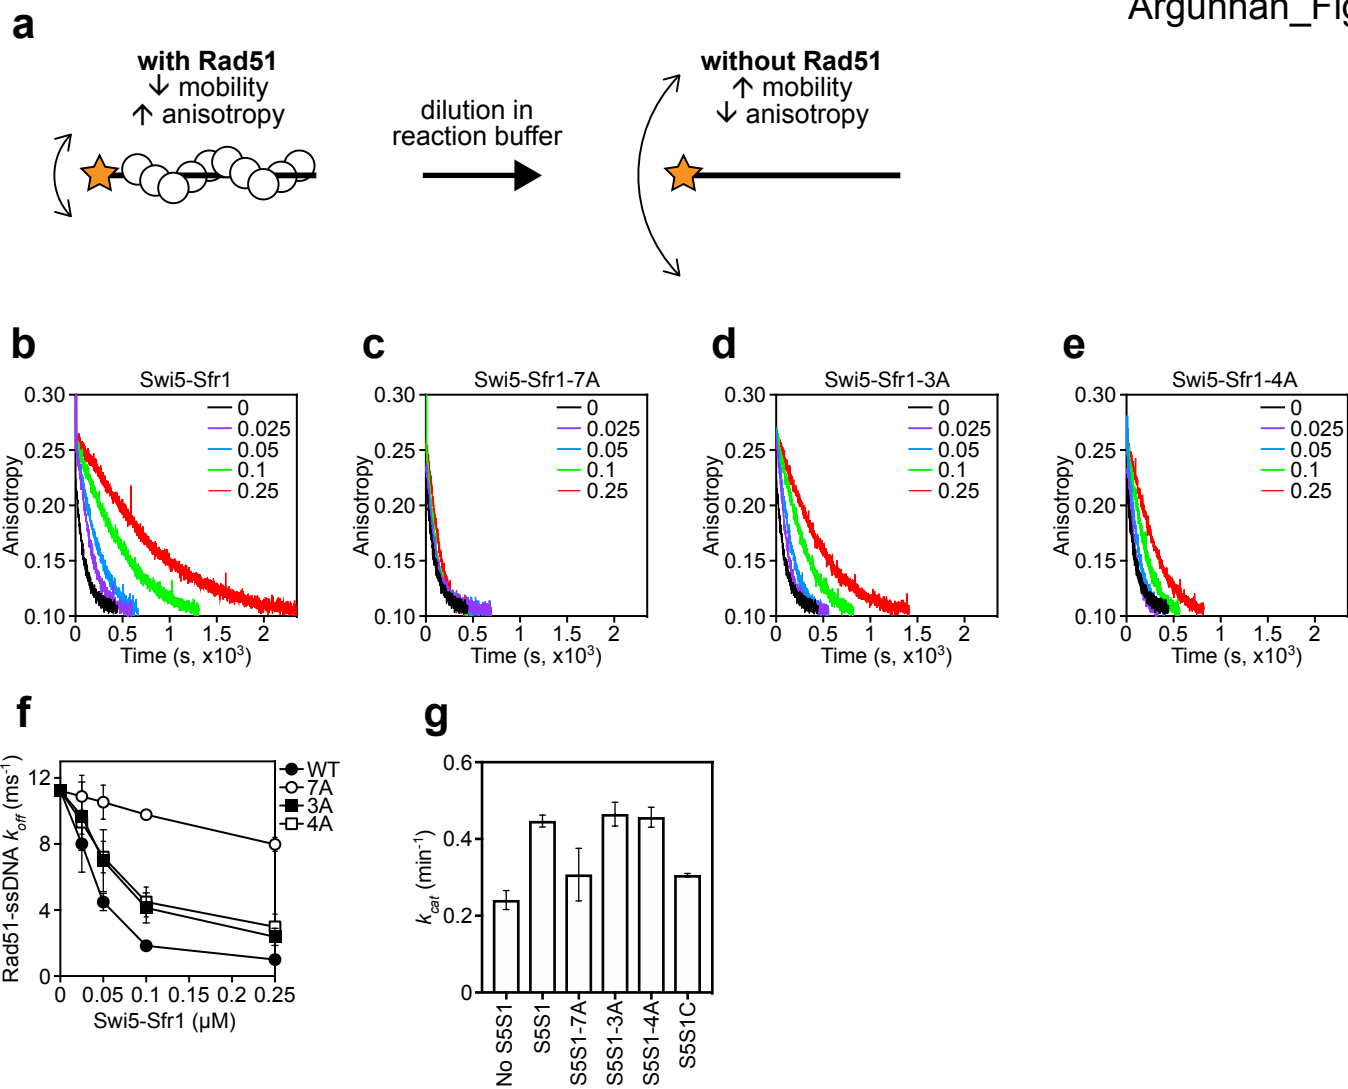 Argunhan_Fig
a
with Rad51
↓ mobility
↑ anisotropy
dilution in
reaction buffer
without Rad51
↑ mobility
↓ anisotropy
b
Swi5-Sfr1
0.30
0.25
0.20
0.15
0.10
Anisotropy
0
0.025
0.05
0.1
0.25
0 0.5 1 1.5 2
Time (s, x10³)
c
Swi5-Sfr1-7A
0.30
0.25
0.20
0.15
0.10
Anisotropy
0
0.025
0.05
0.1
0.25
0 0.5 1 1.5 2
Time (s, x10³)
d
Swi5-Sfr1-3A
0.30
0.25
0.20
0.15
0.10
Anisotropy
0
0.025
0.05
0.1
0.25
0 0.5 1 1.5 2
Time (s, x10³)
e
Swi5-Sfr1-4A
0.30
0.25
0.20
0.15
0.10
Anisotropy
0
0.025
0.05
0.1
0.25
0 0.5 1 1.5 2
Time (s, x10³)
f
Rad51-ssDNA k_off (ms⁻¹)
12
8
4
0
WT
7A
3A
4A
0 0.05 0.1 0.15 0.2 0.25
Swi5-Sfr1 (µM)
g
k_cat (min⁻¹)
0.6
0.4
0.2
0
No S5S1
S5S1
S5S1-7A
S5S1-3A
S5S1-4A
S5S1C